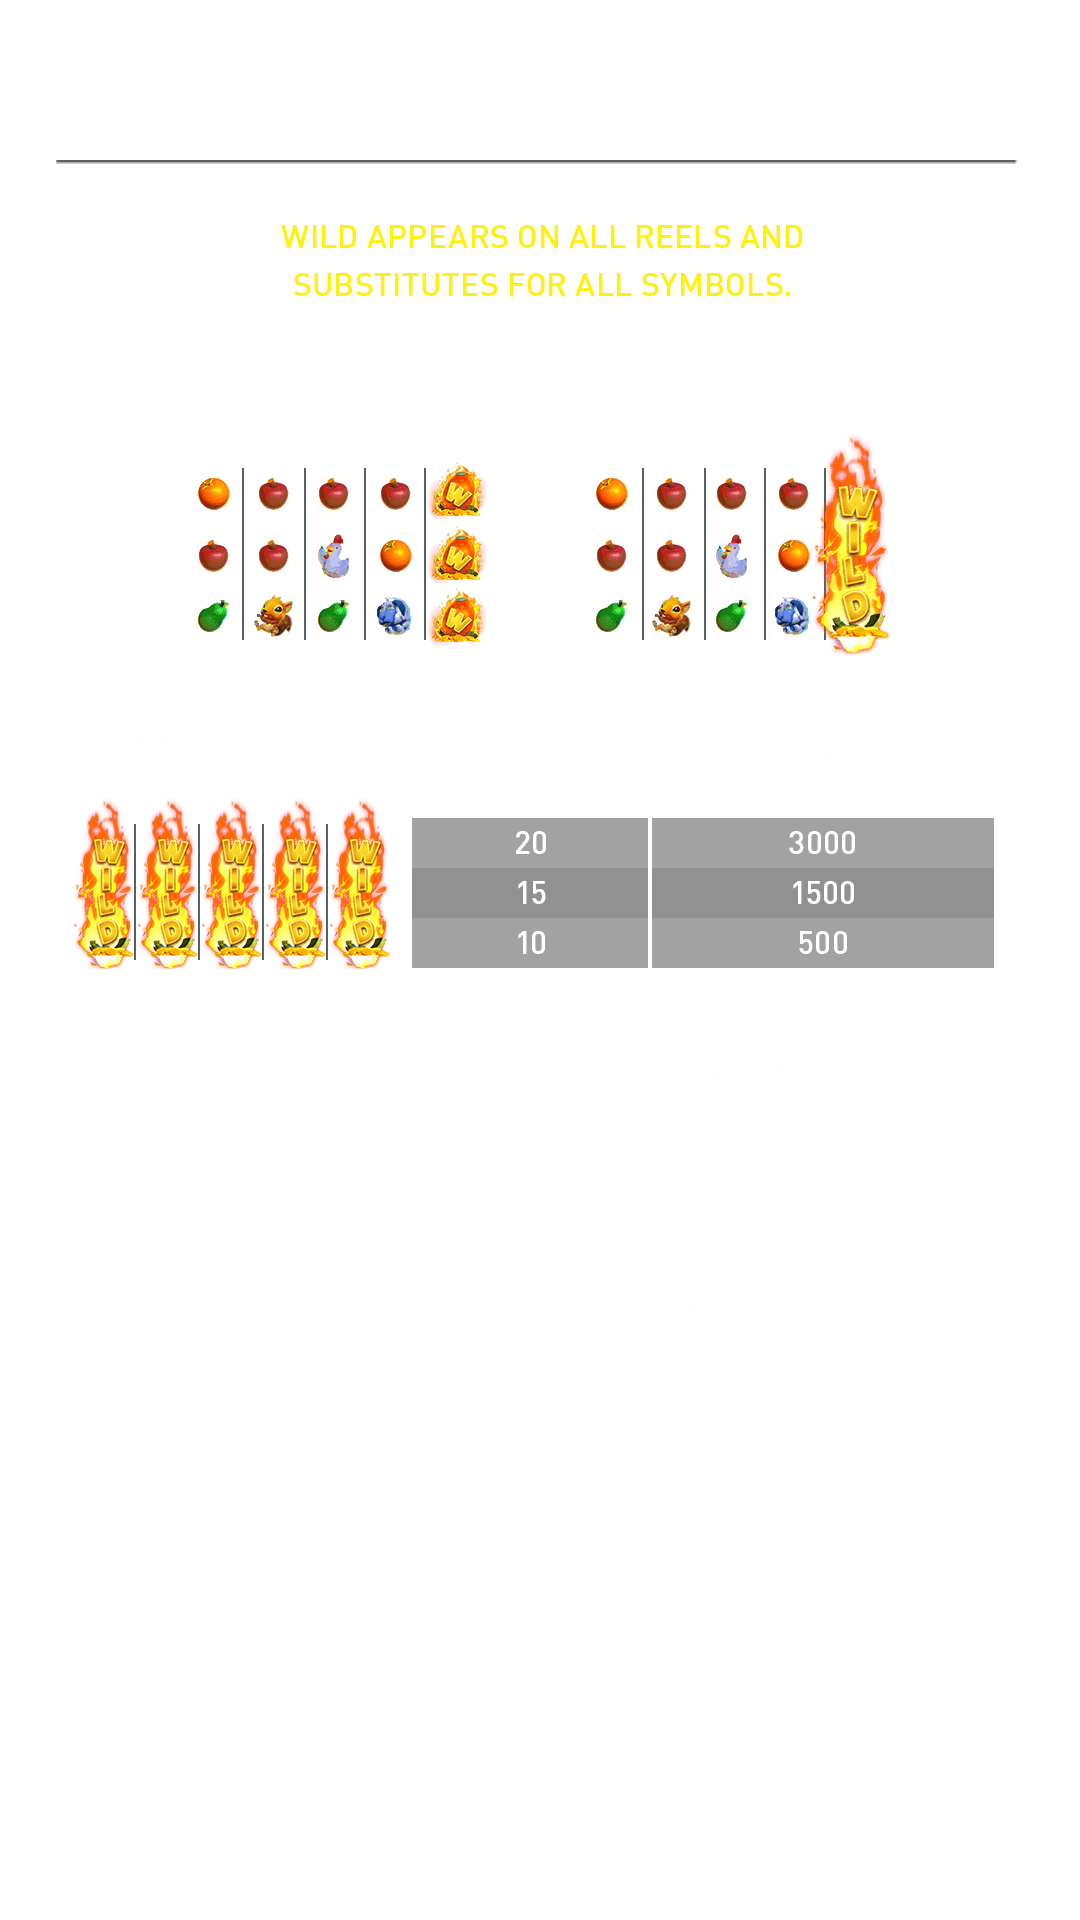 WILD APPEARS ON ALL REELS AND
SUBSTITUTES FOR ALL SYMBOLS.
W
W
W
WILD
WILD WILD WILD WILD WILD
20 3000
15 1500
10 500